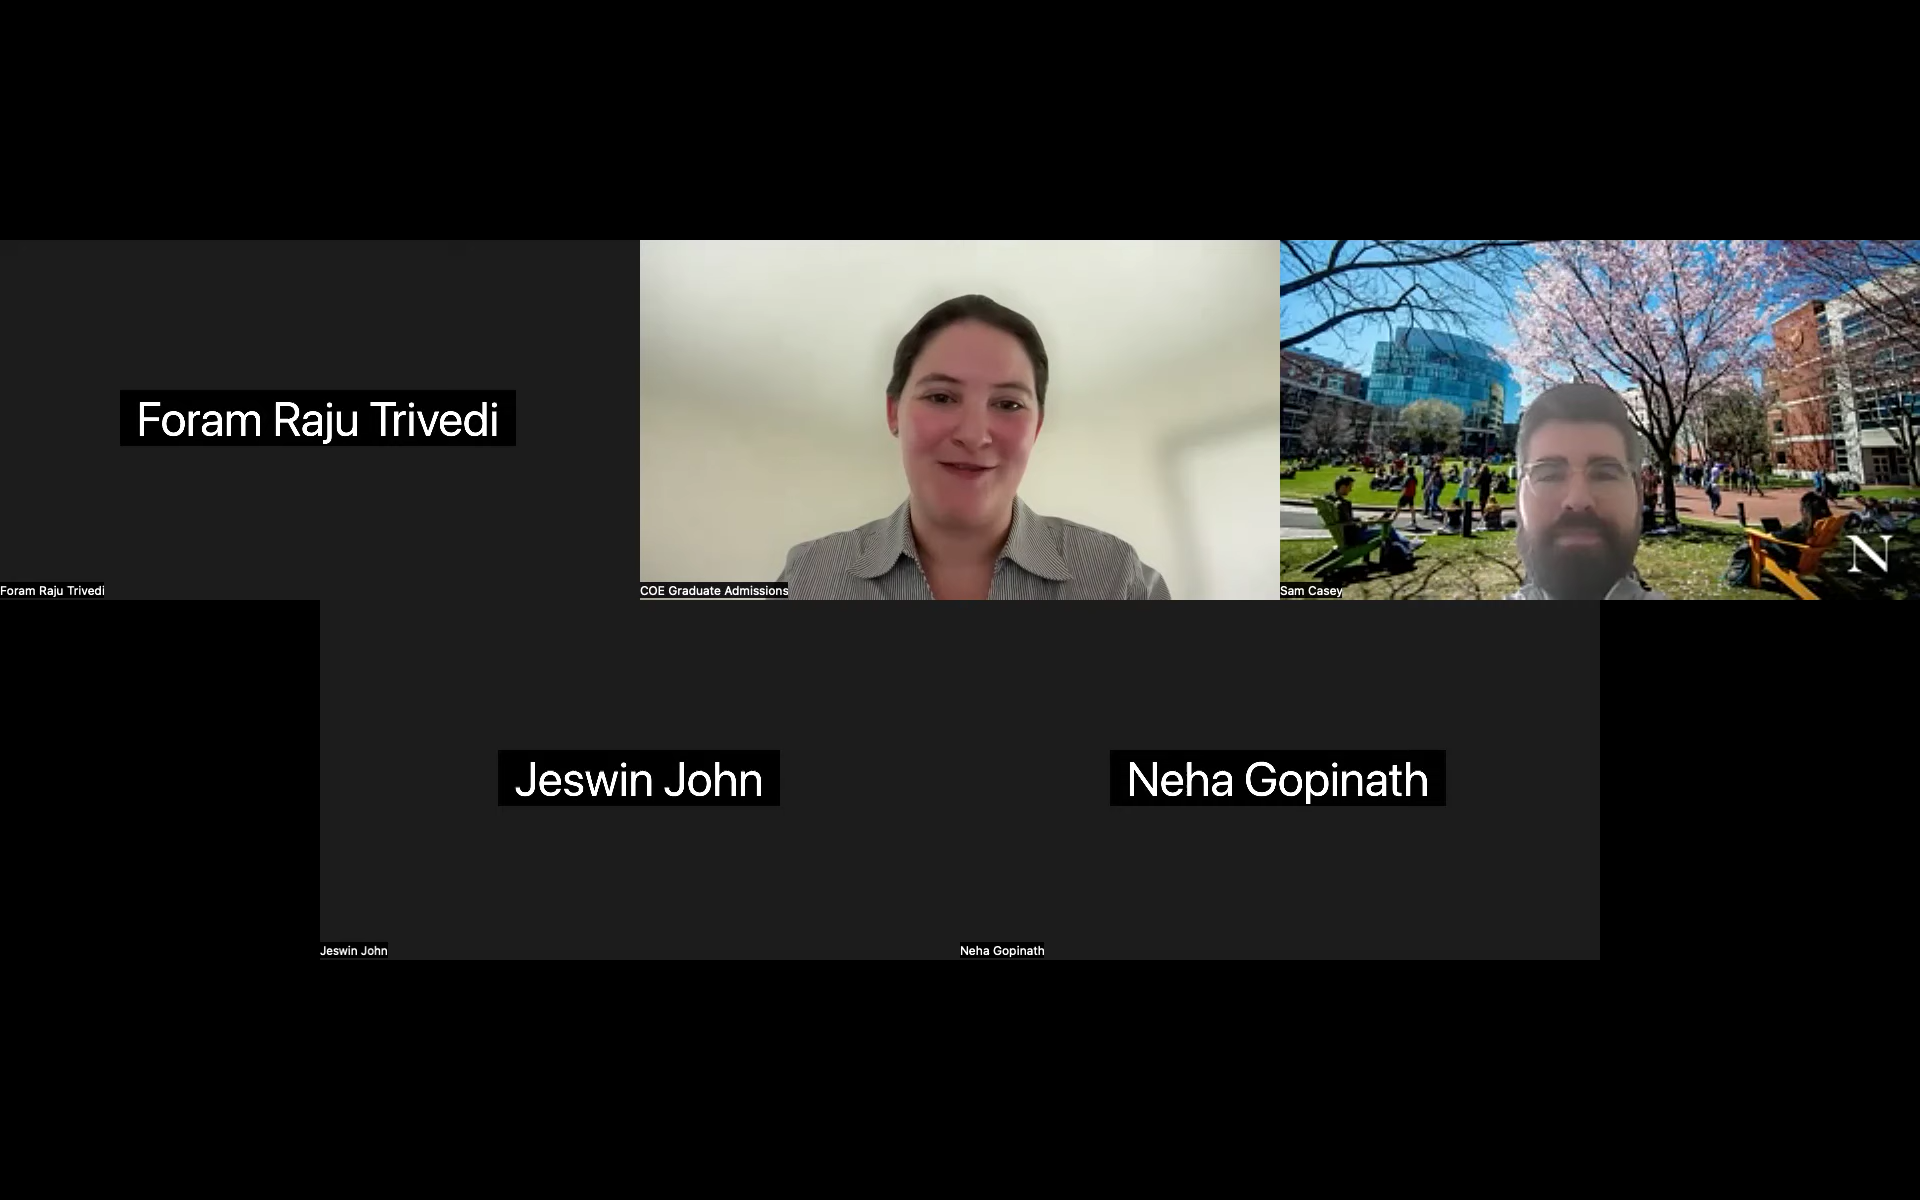 Foram Raju Trivedi
Foram Raju Trivedi
COE Graduate Admissions
N
Sam Casey
Jeswin John
Jeswin John
Neha Gopinath
Neha Gopinath